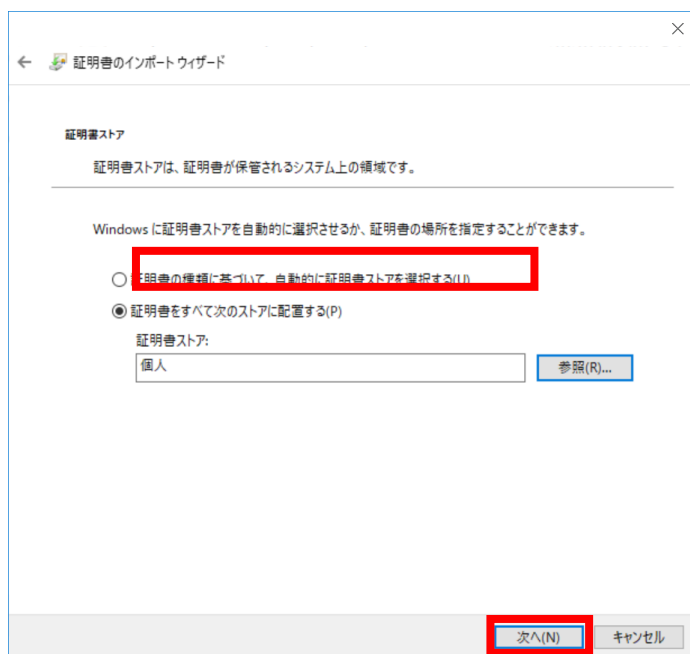 証明書のインポート ウィザード
証明書ストア
証明書ストアは、証明書が保管されるシステム上の領域です。
Windows に証明書ストアを自動的に選択させるか、証明書の場所を指定することができます。
証明書の種類に基づいて、自動的に証明書ストアを選択する(U)
証明書をすべて次のストアに配置する(P)
証明書ストア:
個人
参照(R)...
次へ(N)
キャンセル